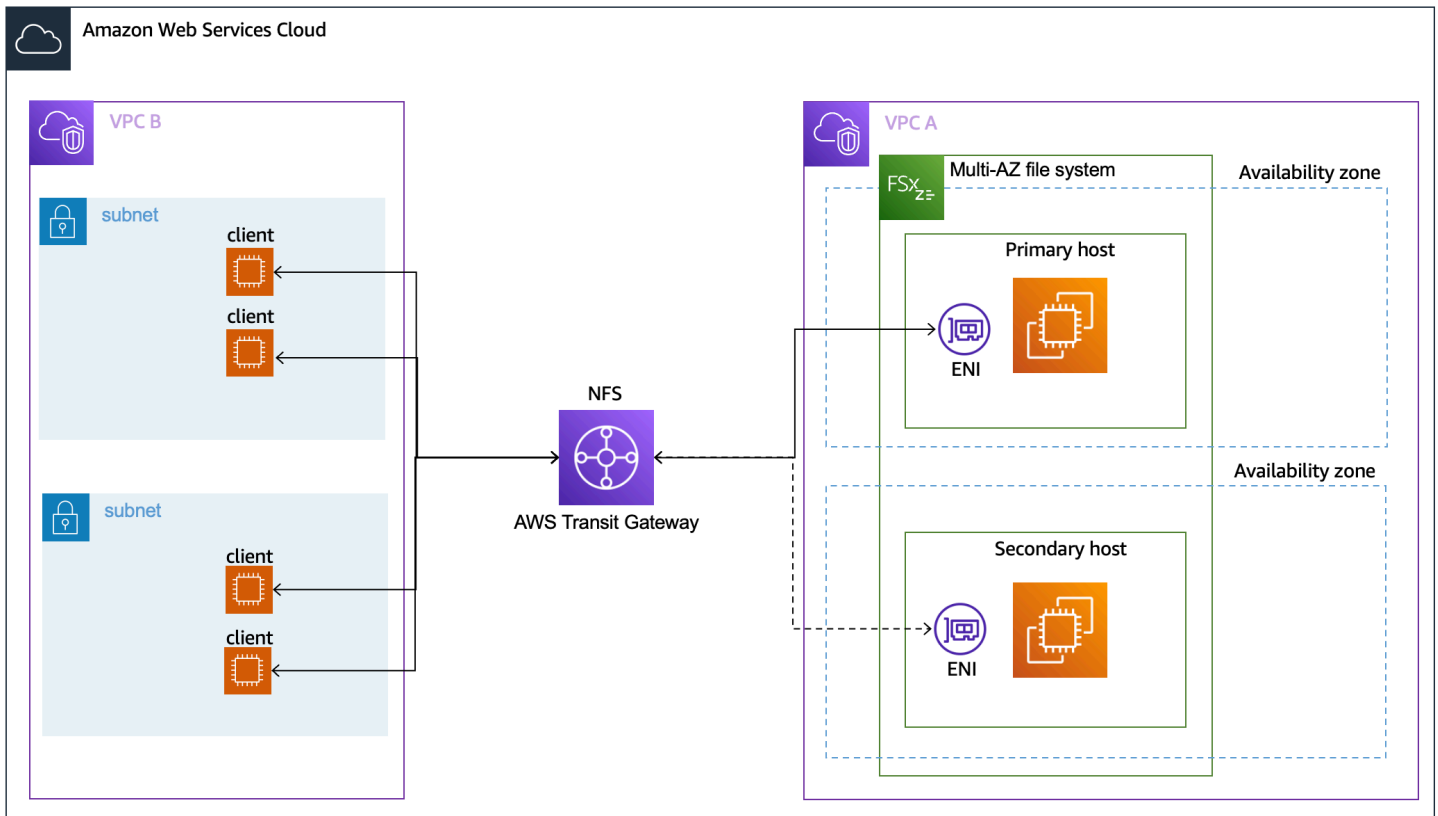 Amazon Web Services Cloud
VPC B
subnet
client
client
subnet
client
client
NFS
AWS Transit Gateway
VPC A
FSx
Z
Multi-AZ file system
Availability zone
Primary host
ENI
Availability zone
Secondary host
ENI